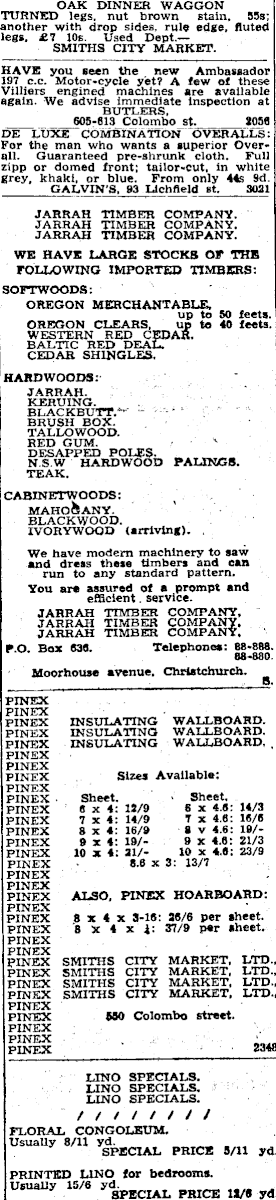 OAK DINNER WAGGON
TURNED legs, nut brown stain, 55s;
another with drop sides, rule edge, fluted
legs, £7 10s. Used Dept.—
SMITHS CITY MARKET.
HAVE you seen the new Ambassador
197 c.c. Motor-cycle yet? A few of these
Villiers engined machines are available
again. We advise immediate inspection at
BUTLERS,
605-613 Colombo st. 2056
DE LUXE COMBINATION OVERALLS:
For the man who wants a superior Over-
all. Guaranteed pre-shrunk cloth. Full
zipp or domed front; tailor-cut, in white
grey, khaki, or blue. From only 44s 9d.
GALVIN'S, 93 Lichfield st. 3021
JARRAH TIMBER COMPANY.
JARRAH TIMBER COMPANY.
JARRAH TIMBER COMPANY.
WE HAVE LARGE STOCKS OF THE
FOLLOWING IMPORTED TIMBERS:
SOFTWOODS:
OREGON MERCHANTABLE,
up to 50 feets.
OREGON CLEARS, up to 40 feets.
WESTERN RED CEDAR.
BALTIC RED DEAL.
CEDAR SHINGLES.
HARDWOODS:
JARRAH.
KERUING.
BLACKBUTT.
BRUSH BOX.
TALLOWOOD.
RED GUM.
DESAPPED POLES.
N.S.W HARDWOOD PALINGS.
TEAK.
CABINETWOODS:
MAHOGANY.
BLACKWOOD.
IVORYWOOD (arriving).
We have modern machinery to saw
and dress these timbers and can
run to any standard pattern.
You are assured of a prompt and
efficient service.
JARRAH TIMBER COMPANY,
JARRAH TIMBER COMPANY,
JARRAH TIMBER COMPANY,
P.O. Box 636. Telephones: 88-888.
88-880.
Moorhouse avenue, Christchurch.
S.
PINEX
PINEX
PINEX INSULATING WALLBOARD.
PINEX INSULATING WALLBOARD.
PINEX INSULATING WALLBOARD.
PINEX
PINEX
PINEX Sizes Available:
PINEX
PINEX Sheet. Sheet.
PINEX 6 x 4: 12/9 6 x 4.6: 14/3
PINEX 7 x 4: 14/9 7 x 4.6: 16/6
PINEX 8 x 4: 16/9 8 v 4.6: 19/-
PINEX 9 x 4: 19/- 9 x 4.6: 21/3
PINEX 10 x 4: 21/- 10 x 4.6: 23/9
PINEX 8.6 x 3: 13/7
PINEX
PINEX
PINEX ALSO, PINEX HOARBOARD:
PINEX
PINEX 8 x 4 x 3-16: 26/6 per sheet.
PINEX 8 x 4 x ¼: 37/9 per sheet.
PINEX
PINEX
PINEX SMITHS CITY MARKET, LTD.,
PINEX SMITHS CITY MARKET, LTD.,
PINEX SMITHS CITY MARKET, LTD.,
PINEX SMITHS CITY MARKET, LTD.,
PINEX
PINEX 550 Colombo street.
PINEX
PINEX
PINEX 2348
LINO SPECIALS.
LINO SPECIALS.
LINO SPECIALS.
/ / / / / / / /
FLORAL CONGOLEUM.
Usually 8/11 yd.
SPECIAL PRICE 5/11 yd
PRINTED LINO for bedrooms.
Usually 15/6 yd.
SPECIAL PRICE 12/6 yd